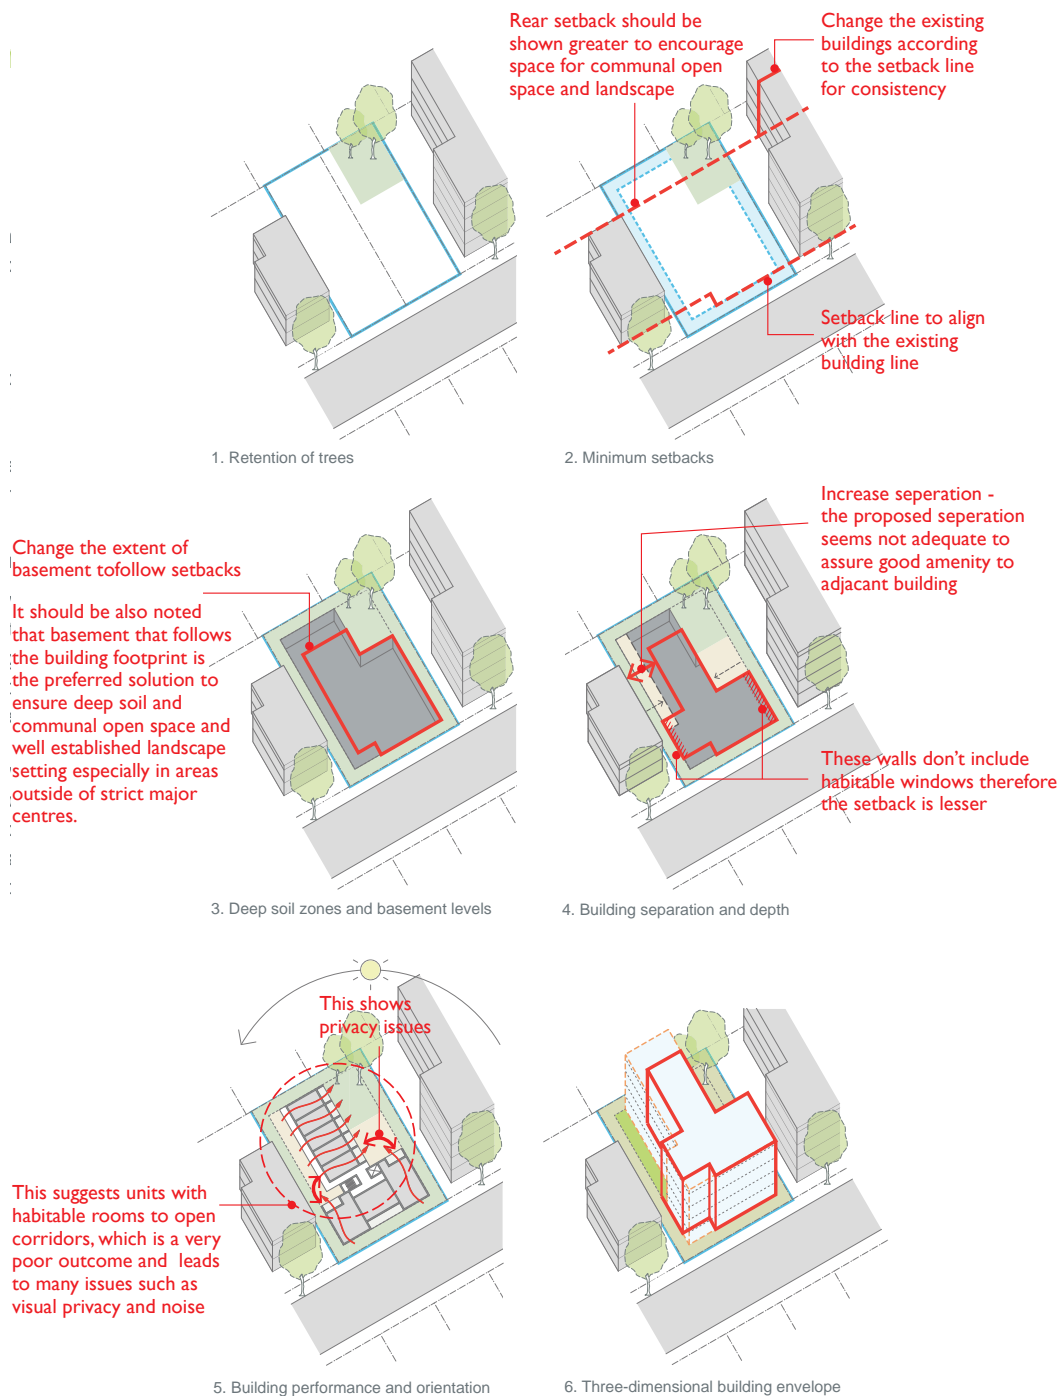 Rear setback should be
shown greater to encourage
space for communal open
space and landscape
Change the existing
buildings according
to the setback line
for consistency
Setback line to align
with the existing
building line
1. Retention of trees
2. Minimum setbacks
Change the extent of
basement tofollow setbacks
It should be also noted
that basement that follows
the building footprint is
the preferred solution to
ensure deep soil and
communal open space and
well established landscape
setting especially in areas
outside of strict major
centres.
Increase seperation -
the proposed seperation
seems not adequate to
assure good amenity to
adjacant building
These walls don't include
habitable windows therefore
the setback is lesser
3. Deep soil zones and basement levels
4. Building separation and depth
This shows
privacy issues
This suggests units with
habitable rooms to open
corridors, which is a very
poor outcome and leads
to many issues such as
visual privacy and noise
5. Building performance and orientation
6. Three-dimensional building envelope